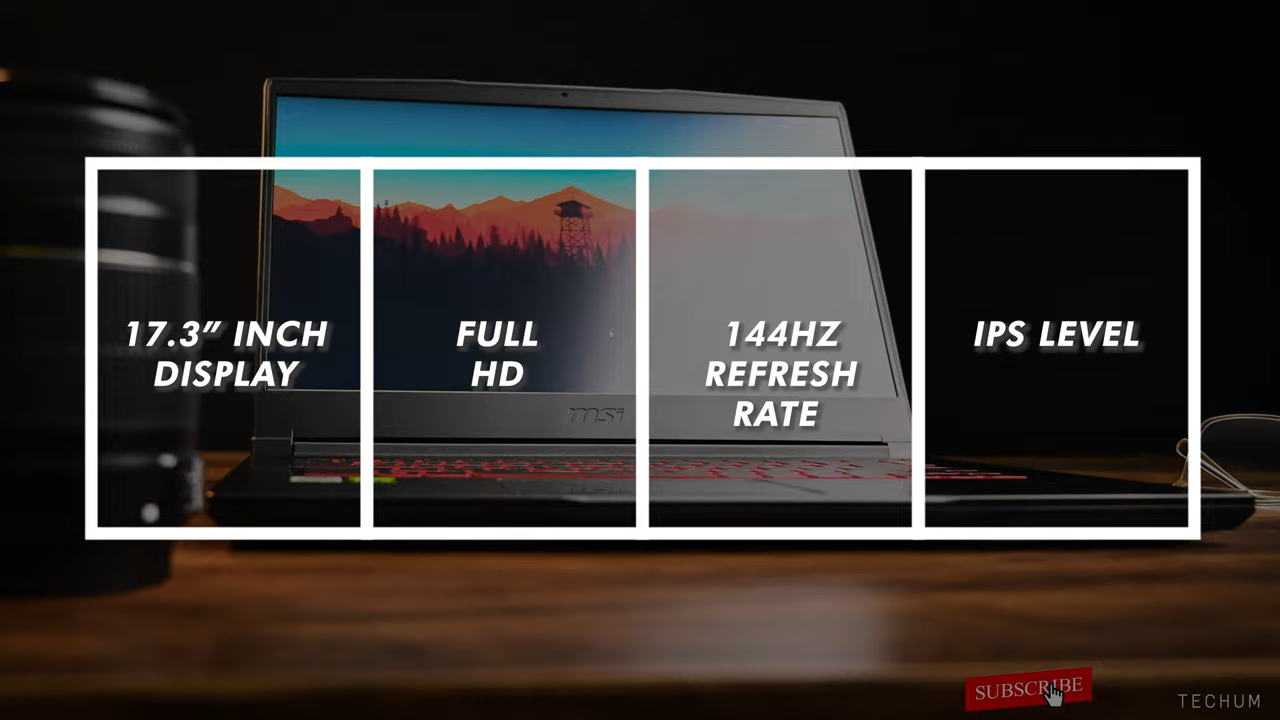 17.3” INCH
DISPLAY
FULL
HD
144HZ
REFRESH
RATE
IPS LEVEL
msi
SUBSCRIBE
TECHUM